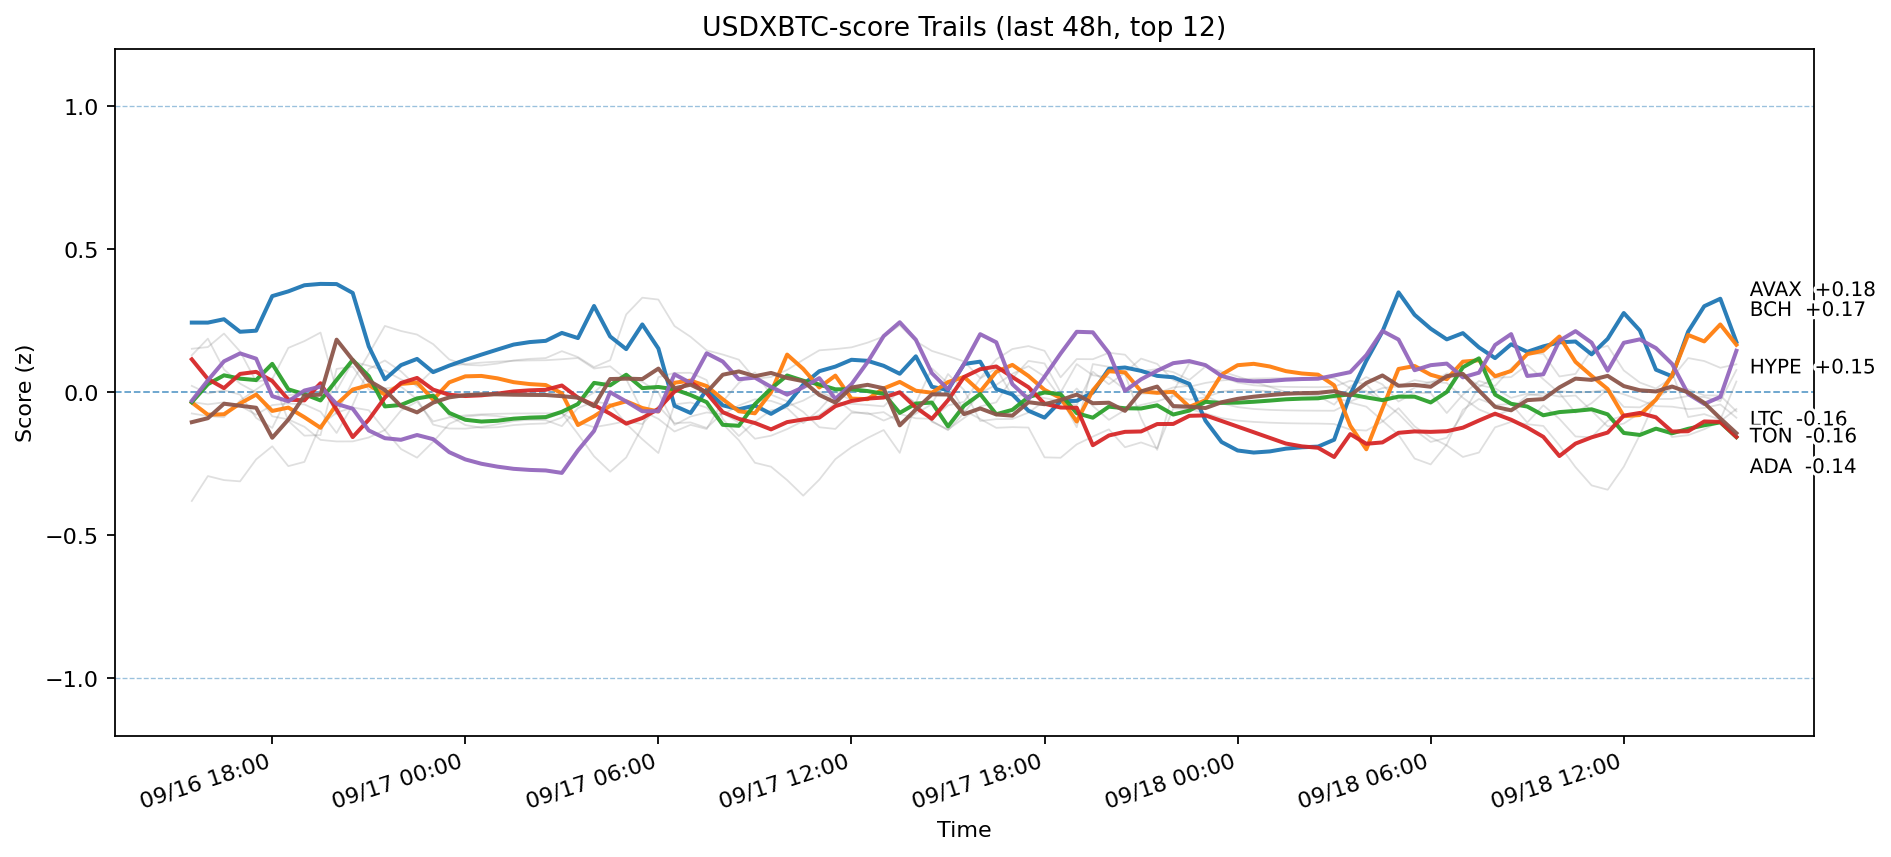 USDXBTC-score Trails (last 48h, top 12)
1.0
0.5
0.0
−0.5
−1.0
Score (z)
AVAX +0.18
BCH +0.17
HYPE +0.15
LTC -0.16
TON -0.16
ADA -0.14
09/16 18:00
09/17 00:00
09/17 06:00
09/17 12:00
09/17 18:00
09/18 00:00
09/18 06:00
09/18 12:00
Time